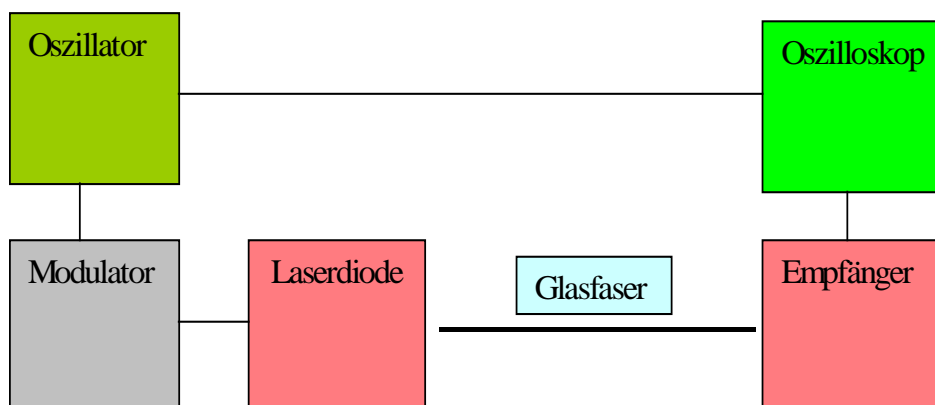 Oszillator
Oszilloskop
Modulator
Laserdiode
Glasfaser
Empfänger